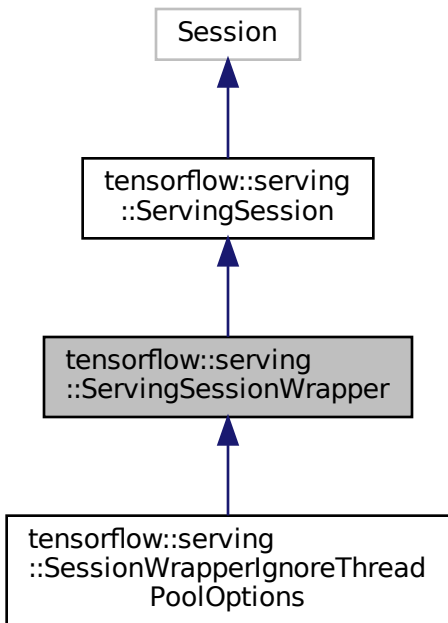 Session
tensorflow::serving
::ServingSession
tensorflow::serving
::ServingSessionWrapper
tensorflow::serving
::SessionWrapperIgnoreThread
PoolOptions